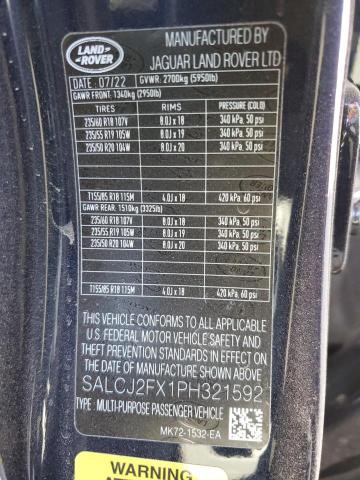 LAND ROVER
MANUFACTURED BY
JAGUAR LAND ROVER LTD
DATE : 07/22 GVWR. 2700kg (5950lb)
GAWR FRONT. 1340kg (2950lb)
TIRES RIMS PRESSURE (COLD)
235/60 R18 107V 8.0J x 18 340 kPa, 50 psi
235/55 R19 105W 8.0J x 19 340 kPa, 50 psi
235/50 R20 104W 8.0J x 20 340 kPa, 50 psi
T155/85 R18 115M 4.0J x 18 420 kPa, 60 psi
GAWR REAR. 1510kg (3325lb)
235/60 R18 107V 8.0J x 18 340 kPa, 50 psi
235/55 R19 105W 8.0J x 19 340 kPa, 50 psi
235/50 R20 104W 8.0J x 20 340 kPa, 50 psi
T155/85 R18 115M 4.0J x 18 420 kPa, 60 psi
THIS VEHICLE CONFORMS TO ALL APPLICABLE
U.S. FEDERAL MOTOR VEHICLE SAFETY
AND THEFT PREVENTION STANDARDS IN EFFECT ON
THE DATE OF MANUFACTURE SHOWN ABOVE
SALCJ2FX1PH321592
TYPE : MULTI-PURPOSE PASSENGER VEHICLE
MK72-1532-EA
WARNING